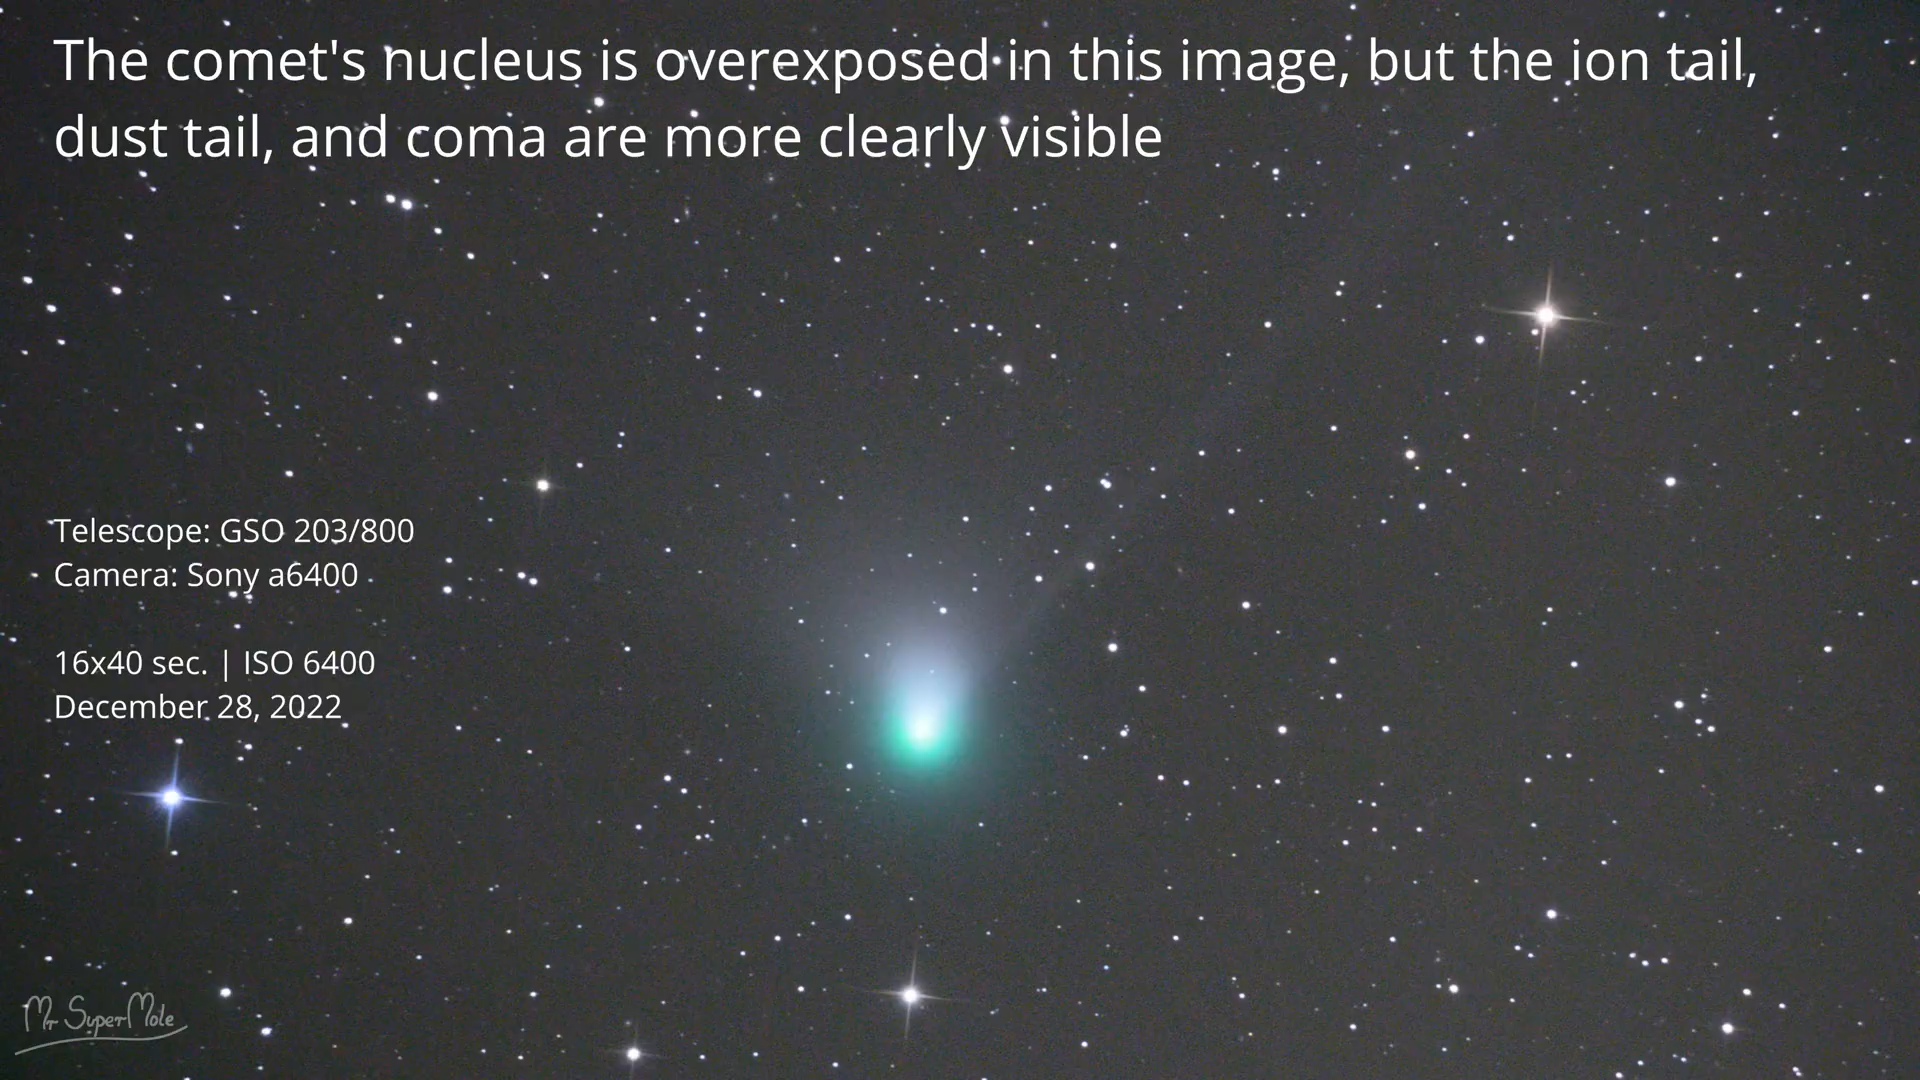 The comet's nucleus is overexposed in this image, but the ion tail,
dust tail, and coma are more clearly visible
Telescope: GSO 203/800
Camera: Sony a6400
16x40 sec. | ISO 6400
December 28, 2022
Mr SuperMole